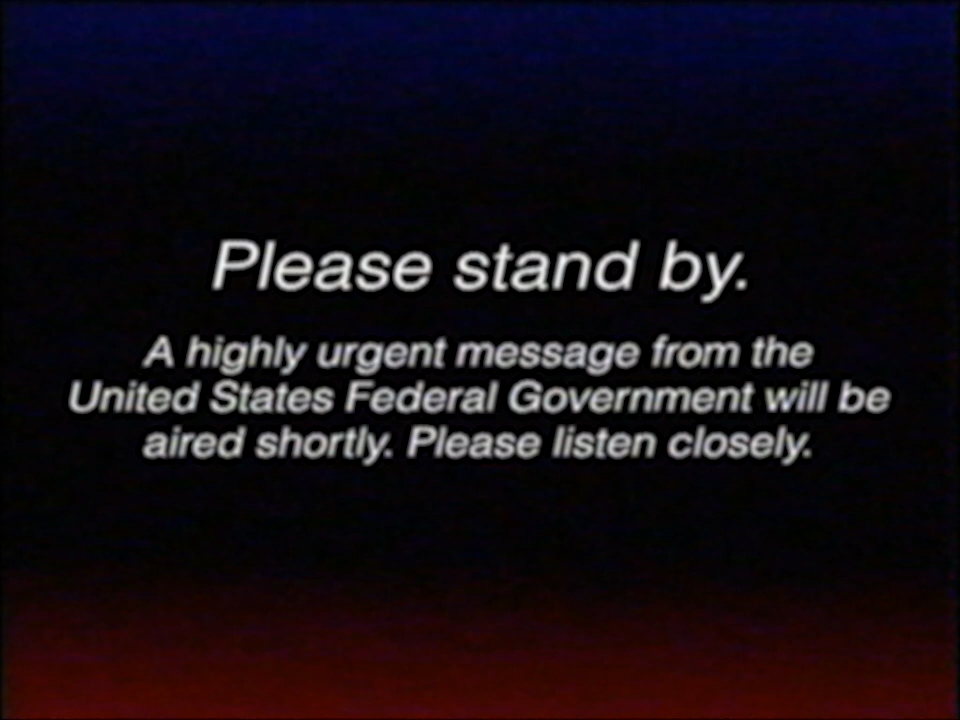 Please stand by.
A highly urgent message from the
United States Federal Government will be
aired shortly. Please listen closely.